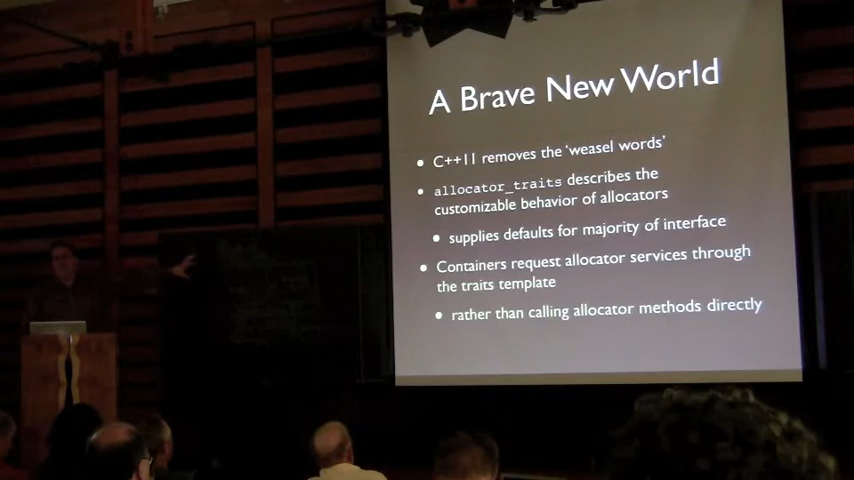 A Brave New World
• C++11 removes the 'weasel words'
• allocator_traits describes the
customizable behavior of allocators
• supplies defaults for majority of interface
• Containers request allocator services through
the traits template
• rather than calling allocator methods directly